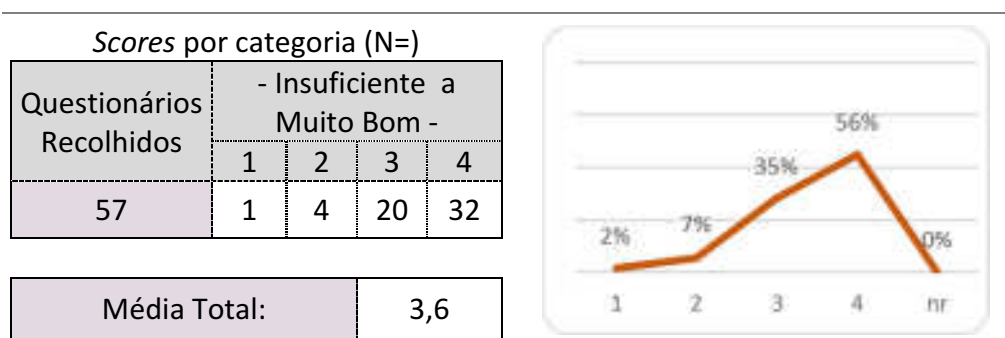 Scores por categoria (N=)
Questionários Recolhidos
- Insuficiente a
Muito Bom -
1 2 3 4
57 1 4 20 32
Média Total: 3,6
2% 7% 35% 56% 0%
1 2 3 4 nr